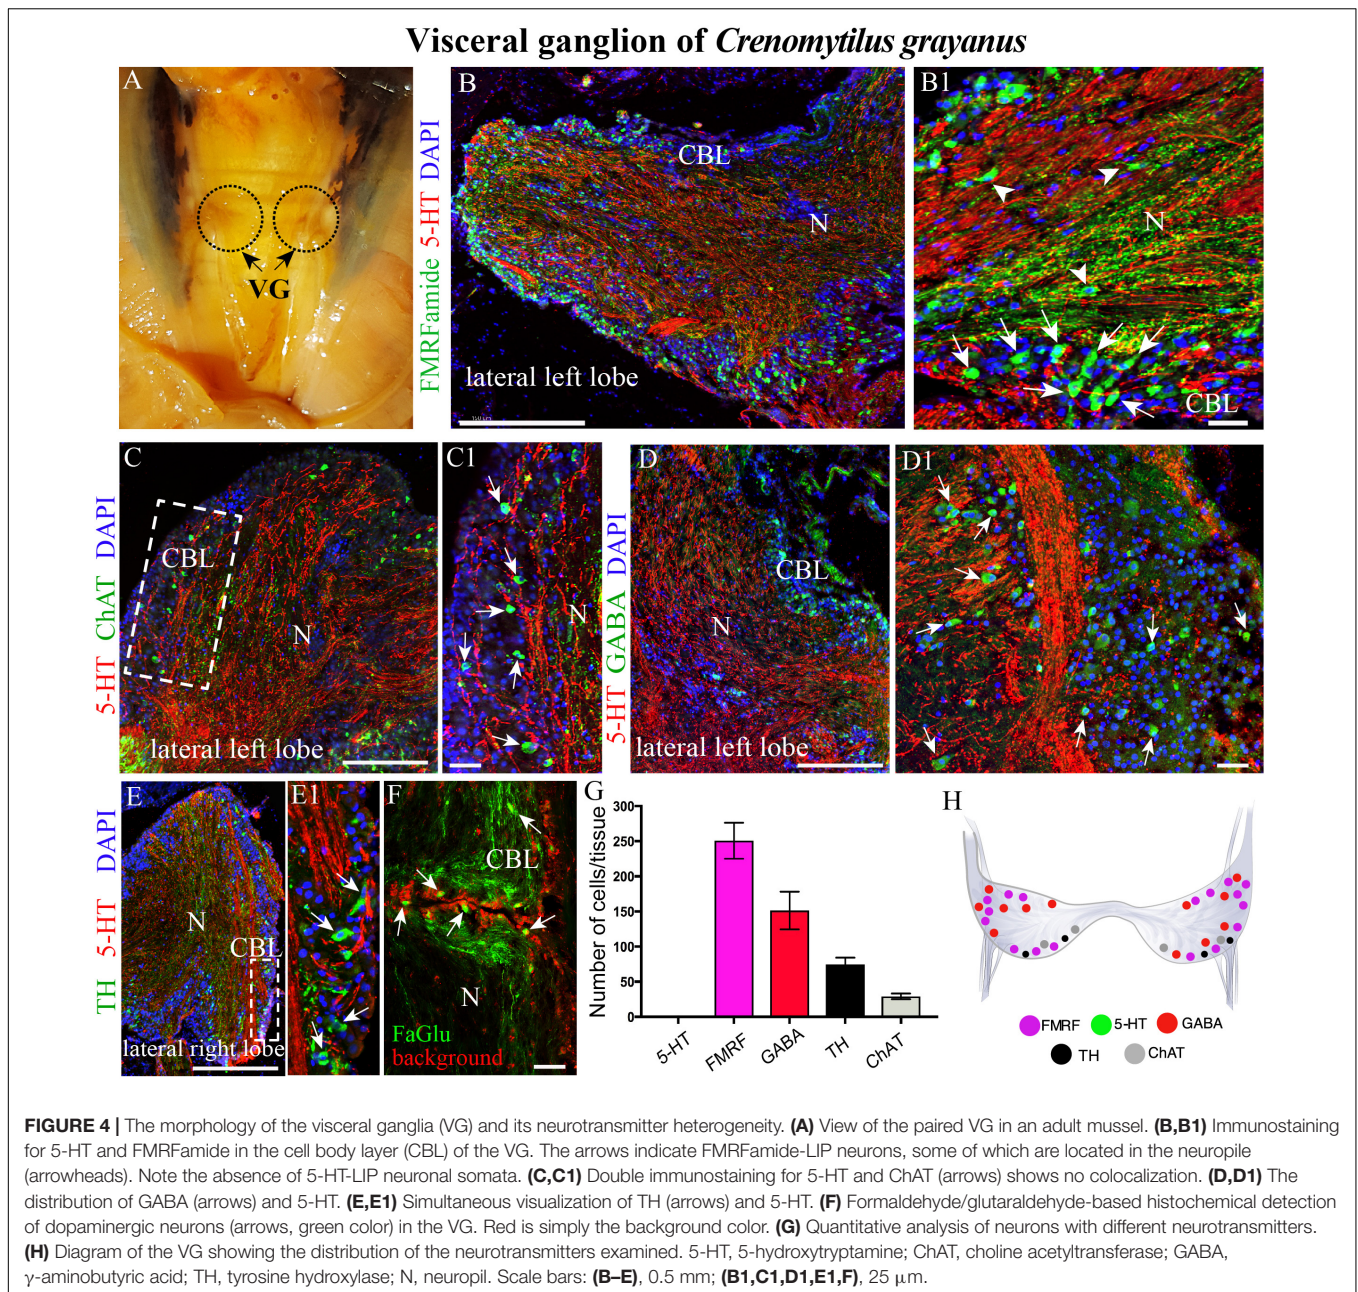 Visceral ganglion of Crenomytilus grayanus
A
VG
FMRFamide 5-HT DAPI
B
CBL
N
lateral left lobe
B1
N
CBL
5-HT ChAT DAPI
C
CBL
N
lateral left lobe
C1
N
5-HT GABA DAPI
D
CBL
N
lateral left lobe
D1
TH 5-HT DAPI
E
N
CBL
lateral right lobe
E1
F
CBL
N
FaGlu
background
G
Number of cells/tissue
300
250
200
150
100
50
0
5-HT
FMRF
GABA
TH
ChAT
H
FMRF 5-HT GABA
TH ChAT
FIGURE 4 | The morphology of the visceral ganglia (VG) and its neurotransmitter heterogeneity. (A) View of the paired VG in an adult mussel. (B,B1) Immunostaining
for 5-HT and FMRFamide in the cell body layer (CBL) of the VG. The arrows indicate FMRFamide-LIP neurons, some of which are located in the neuropile
(arrowheads). Note the absence of 5-HT-LIP neuronal somata. (C,C1) Double immunostaining for 5-HT and ChAT (arrows) shows no colocalization. (D,D1) The
distribution of GABA (arrows) and 5-HT. (E,E1) Simultaneous visualization of TH (arrows) and 5-HT. (F) Formaldehyde/glutaraldehyde-based histochemical detection
of dopaminergic neurons (arrows, green color) in the VG. Red is simply the background color. (G) Quantitative analysis of neurons with different neurotransmitters.
(H) Diagram of the VG showing the distribution of the neurotransmitters examined. 5-HT, 5-hydroxytryptamine; ChAT, choline acetyltransferase; GABA,
γ-aminobutyric acid; TH, tyrosine hydroxylase; N, neuropil. Scale bars: (B–E), 0.5 mm; (B1,C1,D1,E1,F), 25 μm.